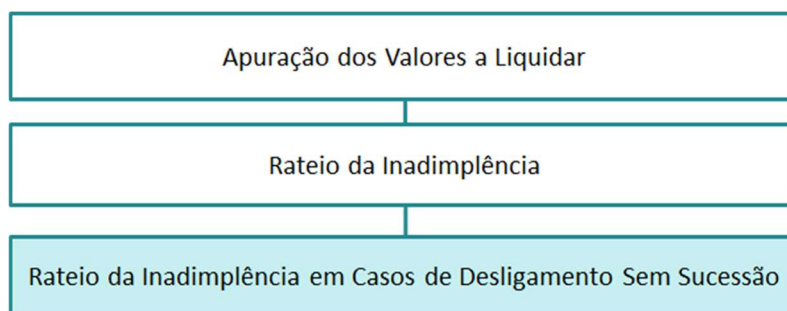 Apuração dos Valores a Liquidar
Rateio da Inadimplência
Rateio da Inadimplência em Casos de Desligamento Sem Sucessão